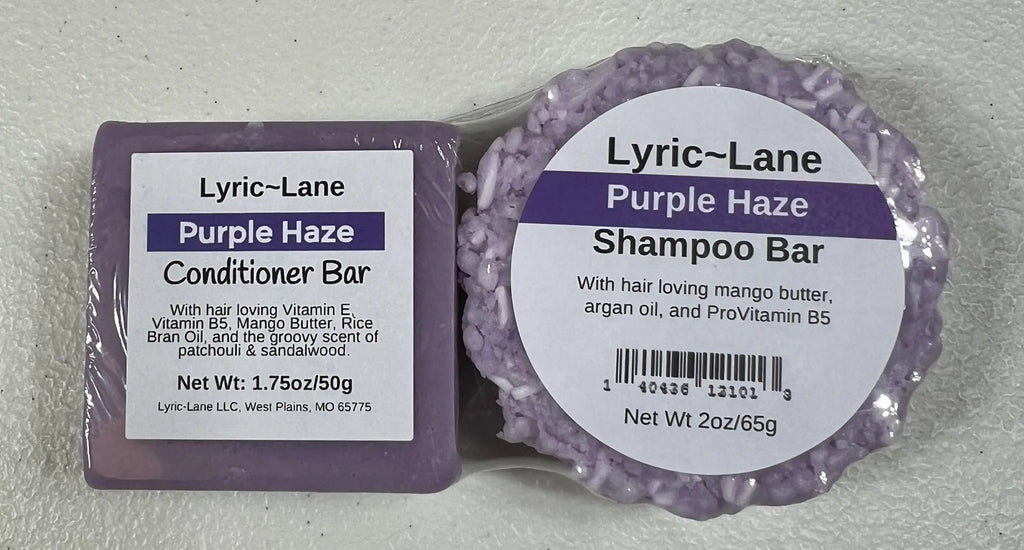 Lyric~Lane
Purple Haze
Conditioner Bar
With hair loving Vitamin E,
Vitamin B5, Mango Butter, Rice
Bran Oil, and the groovy scent of
patchouli & sandalwood.
Net Wt: 1.75oz/50g
Lyric-Lane LLC, West Plains, MO 65775
Lyric~Lane
Purple Haze
Shampoo Bar
With hair loving mango butter,
argan oil, and ProVitamin B5
1 40436 12101 3
Net Wt 2oz/65g